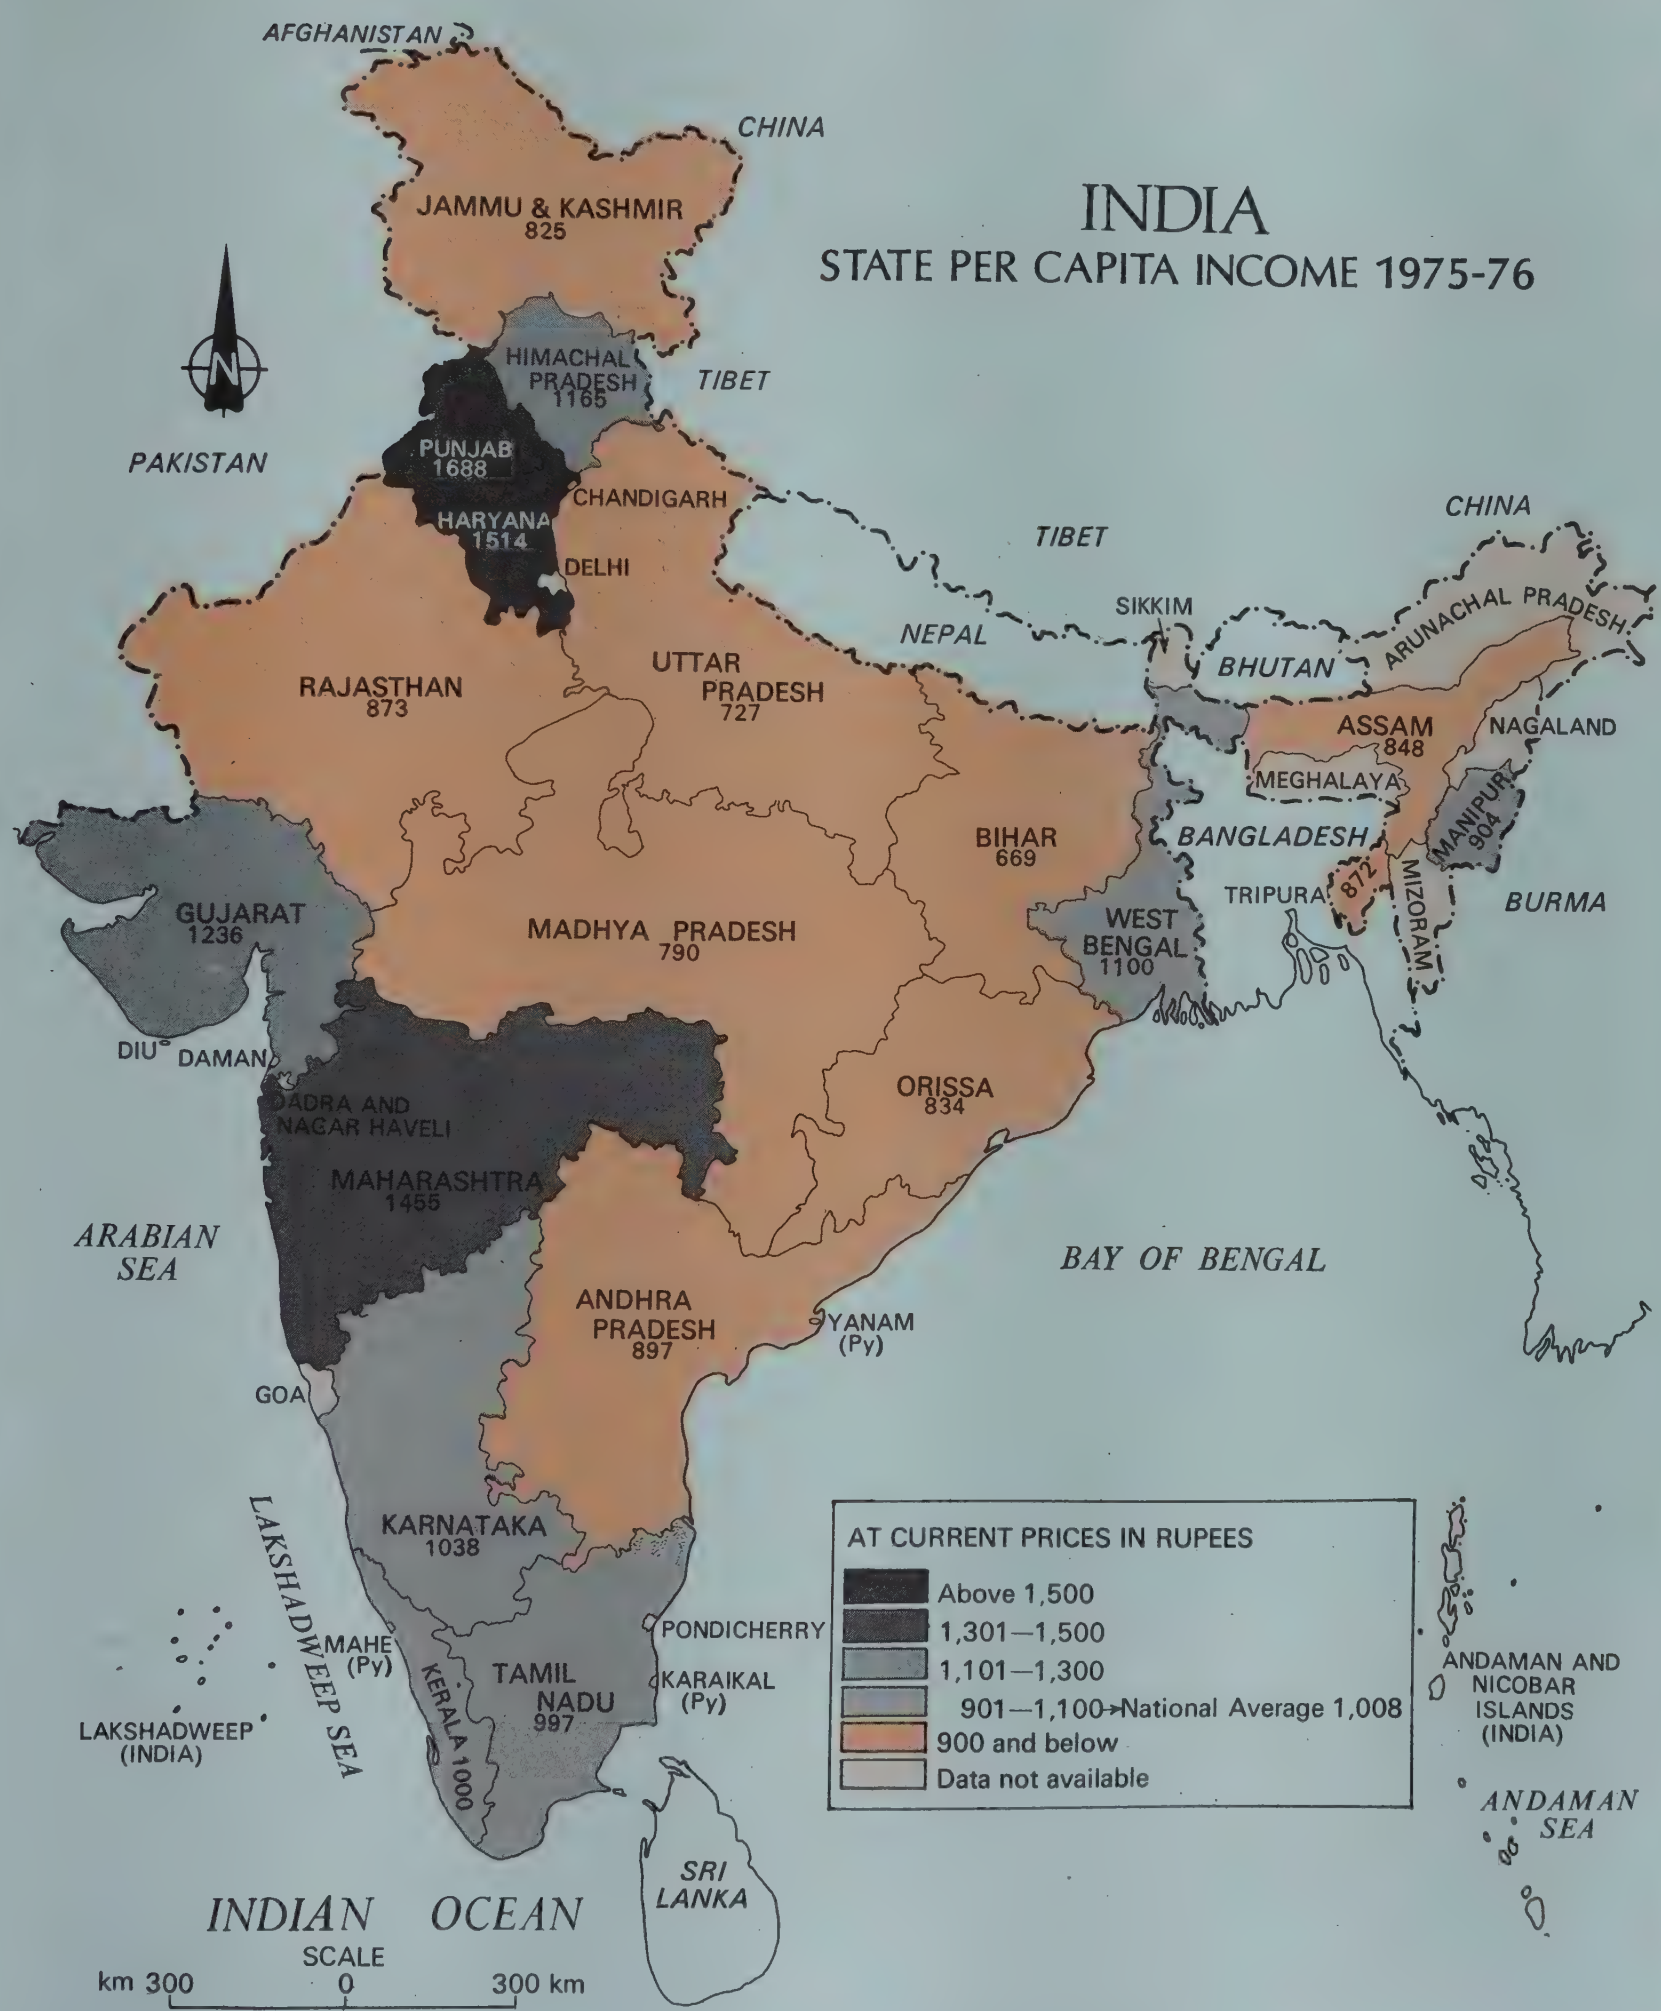 AFGHANISTAN
CHINA
JAMMU & KASHMIR
825
INDIA
STATE PER CAPITA INCOME 1975-76
N
HIMACHAL
PRADESH
1165
TIBET
PAKISTAN
PUNJAB
1688
CHANDIGARH
HARYANA
1514
DELHI
TIBET
CHINA
SIKKIM
NEPAL
BHUTAN
ARUNACHAL PRADESH
RAJASTHAN
873
UTTAR
PRADESH
727
ASSAM
848
NAGALAND
MEGHALAYA
MANIPUR
904
BIHAR
669
BANGLADESH
TRIPURA
872
MIZORAM
BURMA
GUJARAT
1236
MADHYA PRADESH
790
WEST
BENGAL
1100
DIU
DAMAN
DADRA AND
NAGAR HAVELI
ORISSA
834
MAHARASHTRA
1455
ARABIAN
SEA
BAY OF BENGAL
ANDHRA
PRADESH
897
YANAM
(Py)
GOA
KARNATAKA
1038
LAKSHADWEEP SEA
MAHE
(Py)
KERALA 1000
TAMIL
NADU
997
PONDICHERRY
KARAIKAL
(Py)
LAKSHADWEEP
(INDIA)
AT CURRENT PRICES IN RUPEES
Above 1,500
1,301—1,500
1,101—1,300
901—1,100→National Average 1,008
900 and below
Data not available
ANDAMAN AND
NICOBAR
ISLANDS
(INDIA)
ANDAMAN
SEA
SRI
LANKA
INDIAN OCEAN
SCALE
km 300 0 300 km